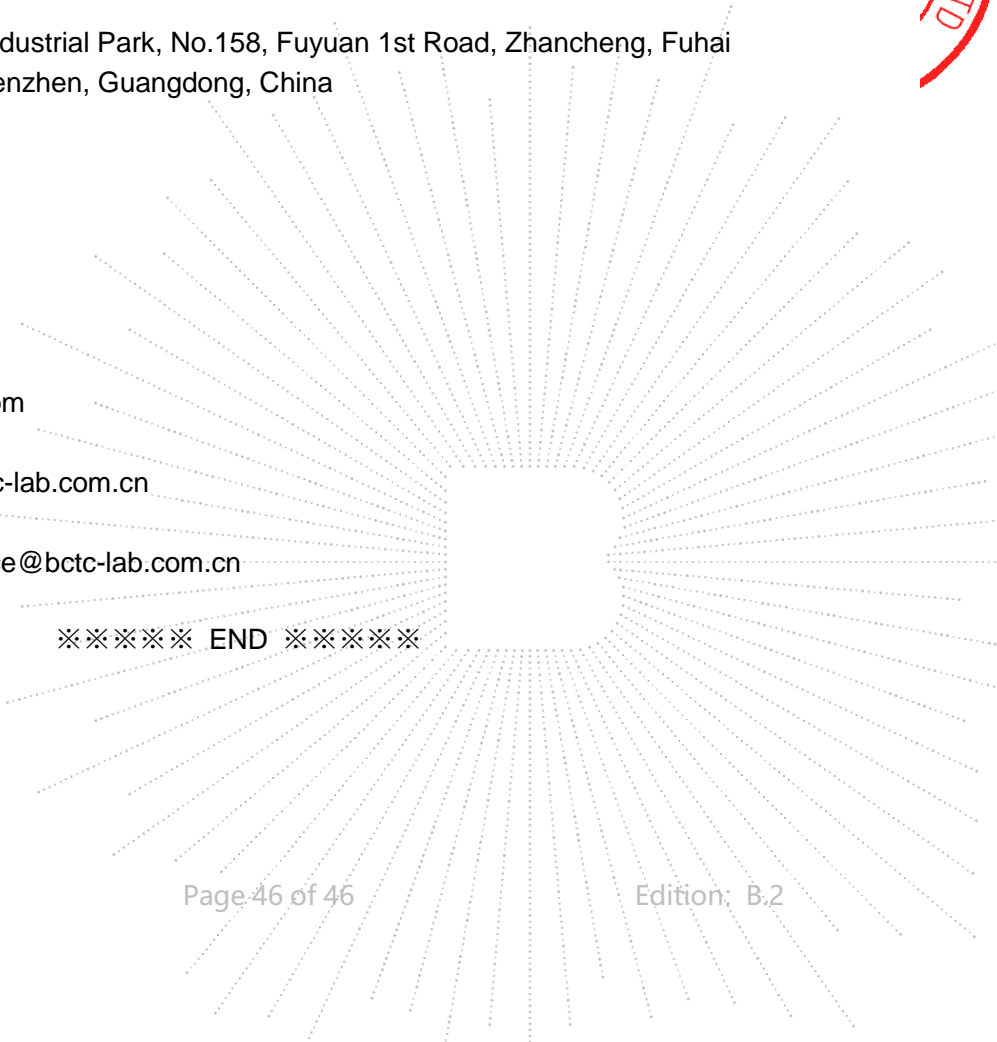 TD
dustrial Park, No.158, Fuyuan 1st Road, Zhancheng, Fuhai
enzhen, Guangdong, China
om
c-lab.com.cn
e@bctc-lab.com.cn
※※※※※ END ※※※※※
Page 46 of 46 Edition: B.2